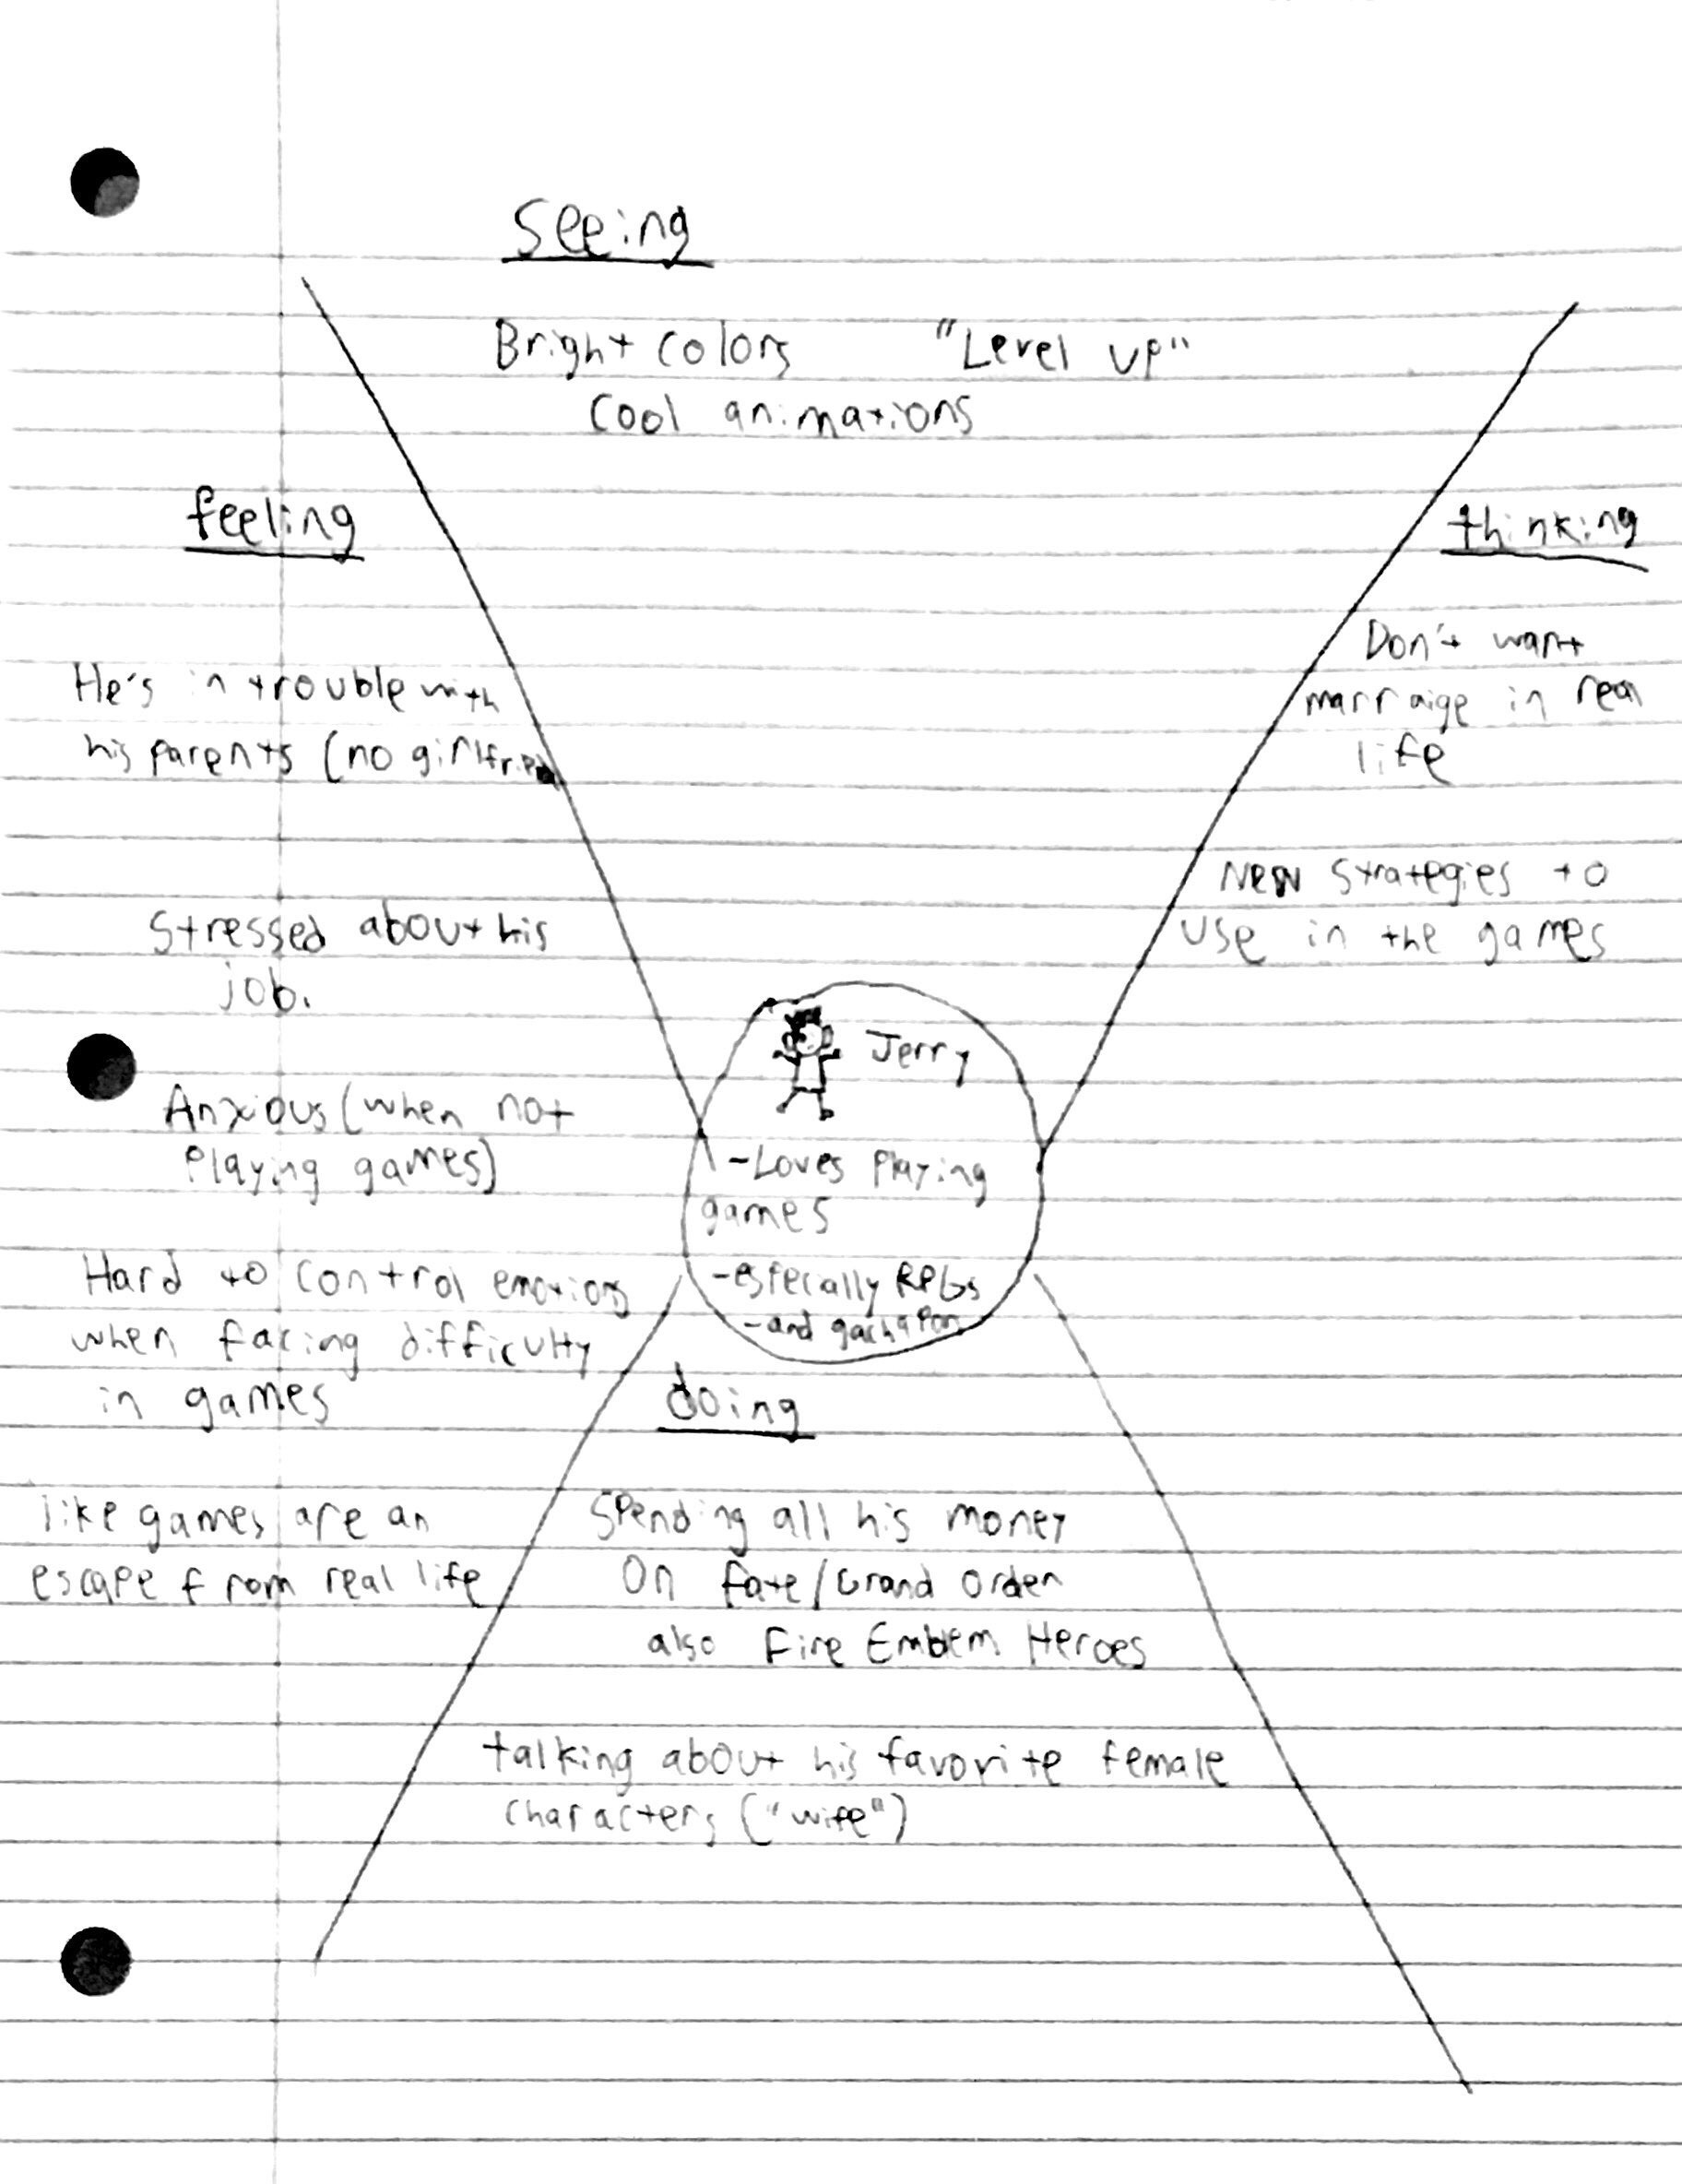 seeing
Bright colors "Level up"
cool animations
feeling
He's in trouble with
his parents (no girlfrie
Stressed about his
job.
Anxious (when not
playing games)
Hard to control emotions
when facing difficulty
in games
like games are an
escape from real life
thinking
Don't want
marraige in real
life
New strategies to
use in the games
Jerry
-Loves playing
games
-especially RPGs
-and gachapon
doing
spending all his money
on Fate/Grand Order
also Fire Emblem Heroes
talking about his favorite female
characters ("wife")